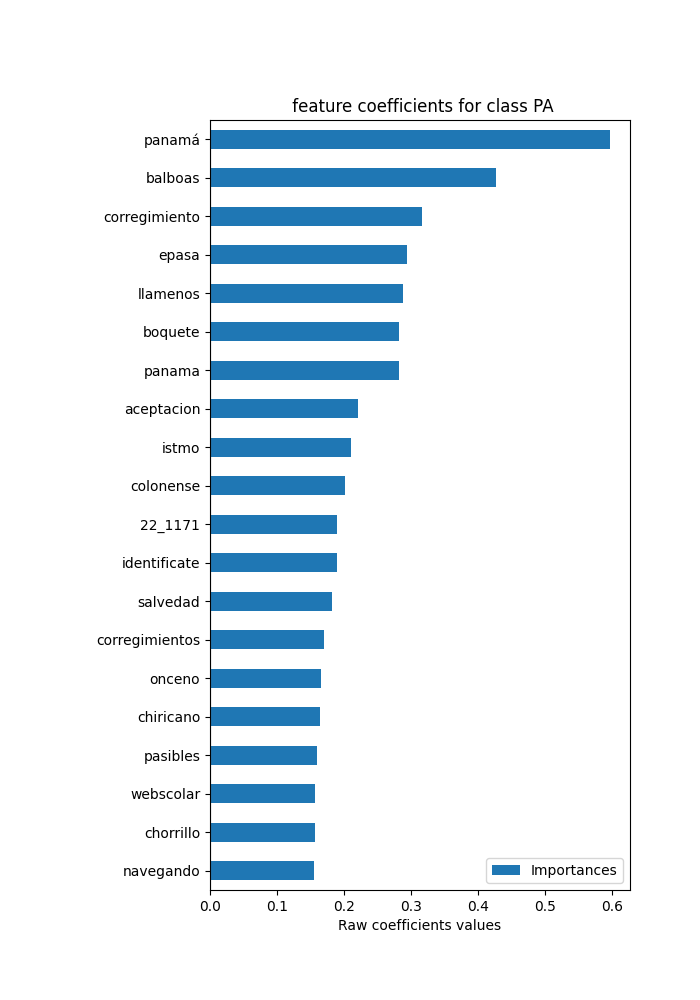 feature coefficients for class PA
panamá
balboas
corregimiento
epasa
llamenos
boquete
panama
aceptacion
istmo
colonense
22_1171
identificate
salvedad
corregimientos
onceno
chiricano
pasibles
webscolar
chorrillo
navegando
Importances
0.0 0.1 0.2 0.3 0.4 0.5 0.6
Raw coefficients values